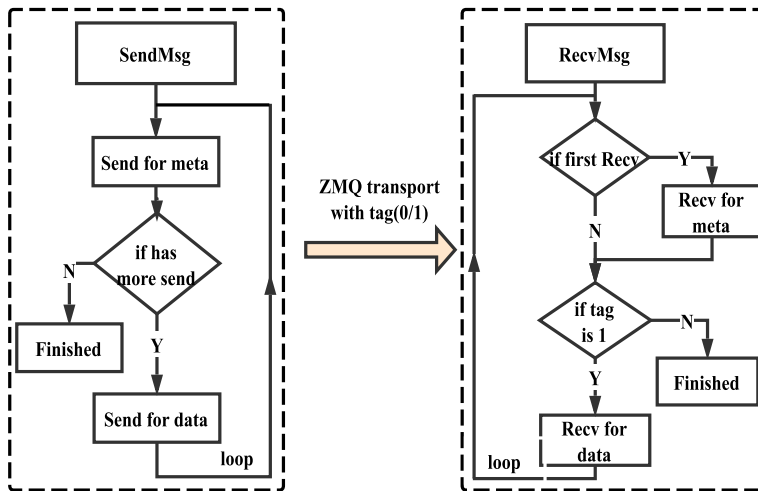 SendMsg
Send for meta
if has
more send
N
Finished
Y
Send for data
loop
ZMQ transport
with tag(0/1)
RecvMsg
if first Recv
Y
Recv for
meta
N
if tag
is 1
N
Finished
Y
Recv for
data
loop